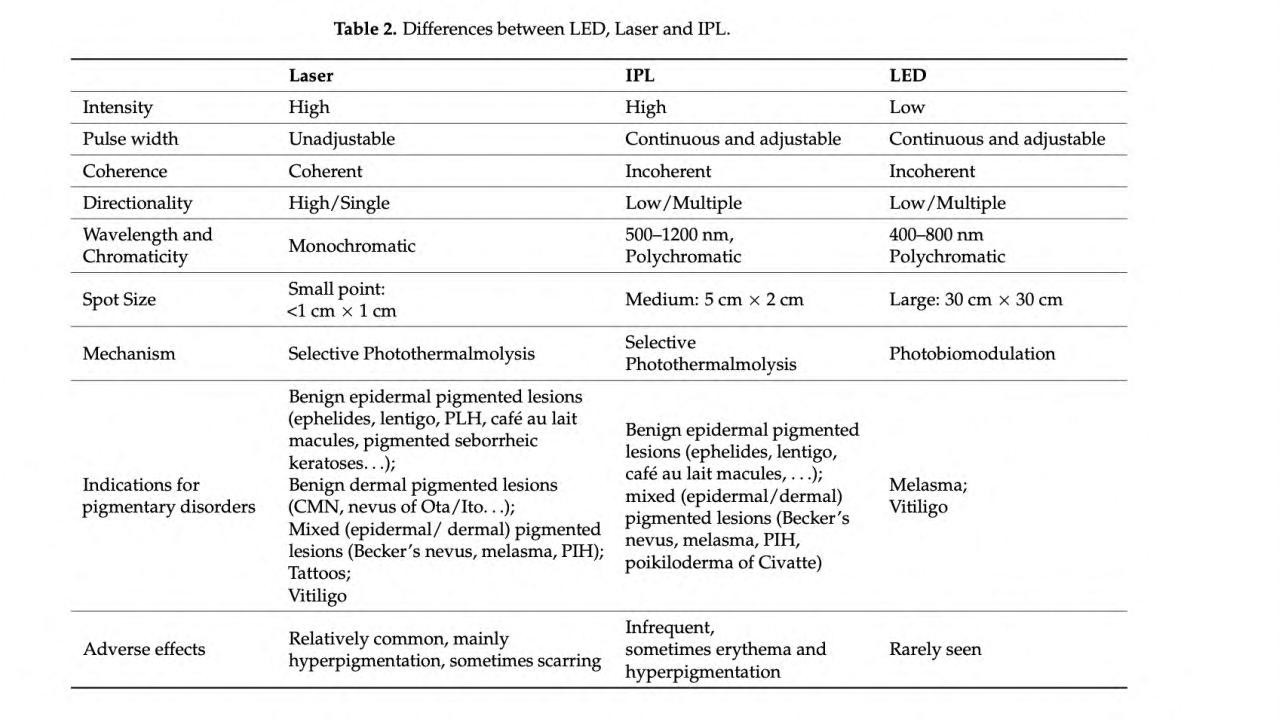 Table 2. Differences between LED, Laser and IPL.
Laser IPL LED
Intensity High High Low
Pulse width Unadjustable Continuous and adjustable Continuous and adjustable
Coherence Coherent Incoherent Incoherent
Directionality High/Single Low/Multiple Low/Multiple
Wavelength and
Chromaticity
Monochromatic
500–1200 nm,
Polychromatic
400–800 nm
Polychromatic
Spot Size
Small point:
<1 cm × 1 cm
Medium: 5 cm × 2 cm
Large: 30 cm × 30 cm
Mechanism
Selective Photothermalmolysis
Selective
Photothermalmolysis
Photobiomodulation
Indications for
pigmentary disorders
Benign epidermal pigmented lesions
(ephelides, lentigo, PLH, café au lait
macules, pigmented seborrheic
keratoses...);
Benign dermal pigmented lesions
(CMN, nevus of Ota/Ito...);
Mixed (epidermal/ dermal) pigmented
lesions (Becker's nevus, melasma, PIH);
Tattoos;
Vitiligo
Benign epidermal pigmented
lesions (ephelides, lentigo,
café au lait macules, ...);
mixed (epidermal/dermal)
pigmented lesions (Becker's
nevus, melasma, PIH,
poikiloderma of Civatte)
Melasma;
Vitiligo
Adverse effects
Relatively common, mainly
hyperpigmentation, sometimes scarring
Infrequent,
sometimes erythema and
hyperpigmentation
Rarely seen